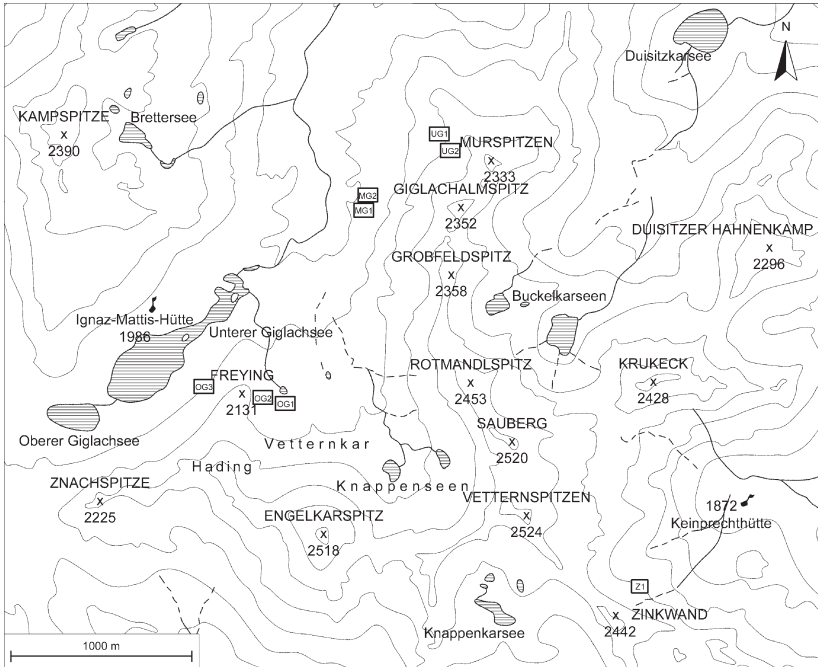 Duisitzkarsee
N
KAMPSPITZE
2390
Brettersee
UG1
UG2
MURSPITZEN
2333
MG2
MG1
GIGLACHALMSPITZ
2352
DUISITZER HAHNENKAMP
2296
GROBFELDSPITZ
2358
Buckelkarseen
Ignaz-Mattis-Hütte
1986
Unterer Giglachsee
FREYING
2131
OG3
OG2
OG1
ROTMANDLSPITZ
2453
KRUKECK
2428
Oberer Giglachsee
SAUBERG
2520
Vetternkar
Hading
Knappenseen
ZNACHSPITZE
2225
VETTERNSPITZEN
2524
1872
Keinprechthütte
ENGELKARSPITZ
2518
Z1
Knappenkarsee
ZINKWAND
2442
1000 m